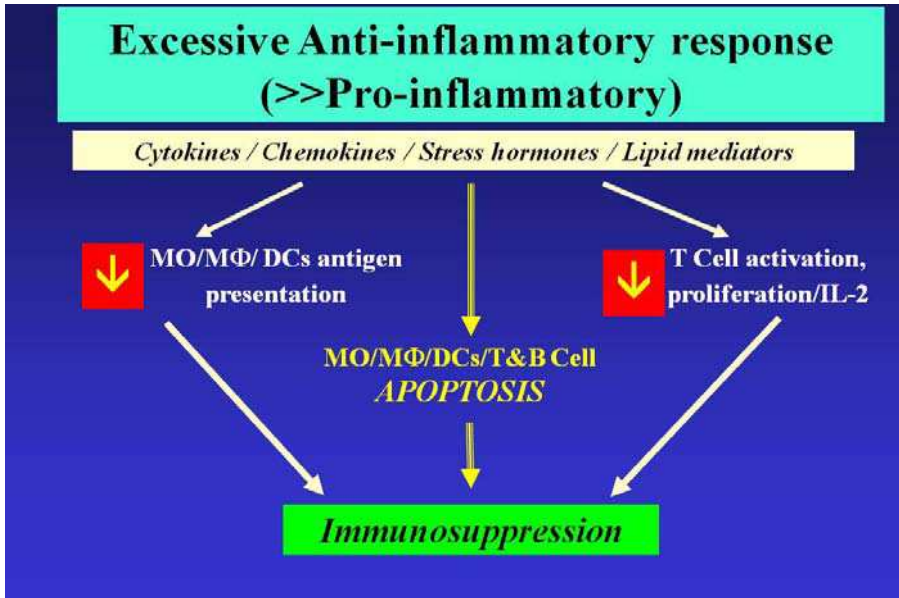 Excessive Anti-inflammatory response
(>>Pro-inflammatory)
Cytokines / Chemokines / Stress hormones / Lipid mediators
MO/MΦ/ DCs antigen
presentation
T Cell activation,
proliferation/IL-2
MO/MΦ/DCs/T&B Cell
APOPTOSIS
Immunosuppression